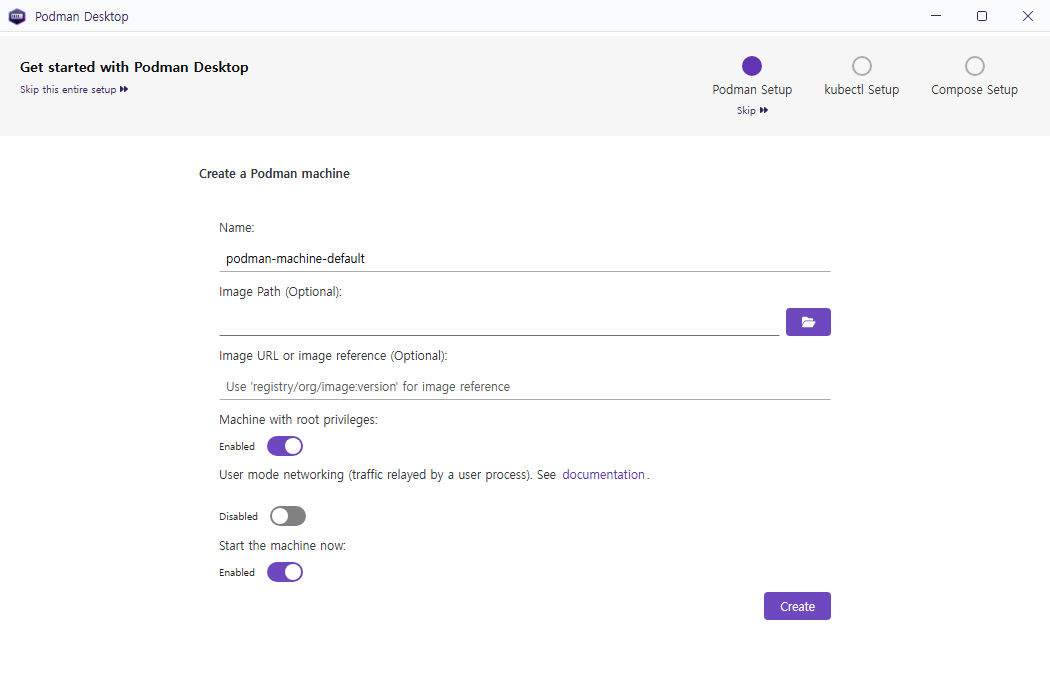 Podman Desktop
Get started with Podman Desktop
Skip this entire setup
Podman Setup
Skip
kubectl Setup
Compose Setup
Create a Podman machine
Name:
podman-machine-default
Image Path (Optional):
Image URL or image reference (Optional):
Use 'registry/org/image:version' for image reference
Machine with root privileges:
Enabled
User mode networking (traffic relayed by a user process). See documentation.
Disabled
Start the machine now:
Enabled
Create